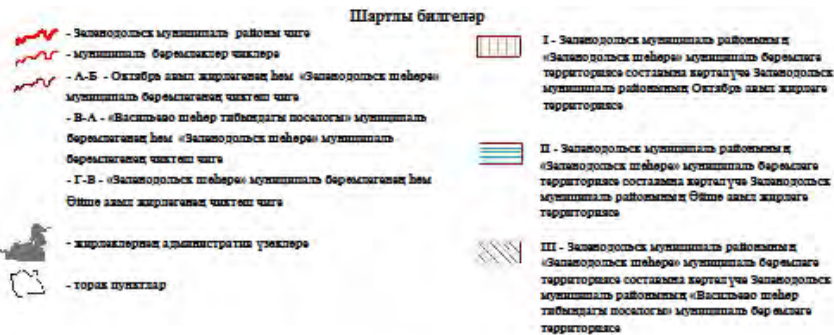 Шартлы билгеләр
- Зеленодольск муниципаль районы чиге
- муниципаль берәмлекләр чикләре
- А-Б - Октябрь авыл җирлегенең һәм «Зеленодольск шәһәре»
муниципаль берәмлегенең чиктәш чиге
- В-А - «Васильево шәһәр тибындагы поселогы» муниципаль
берәмлегенең һәм «Зеленодольск шәһәре» муниципаль
берәмлегенең чиктәш чиге
- Г-В - «Зеленодольск шәһәре» муниципаль берәмлегенең һәм
Өйшә авыл җирлегенең чиктәш чиге
- җирлекләрнең административ үзәкләре
- торак пунктлар
I - Зеленодольск муниципаль районының
«Зеленодольск шәһәре» муниципаль берәмлеге
территориясе составына кертелүче Зеленодольск
муниципаль районының Октябрь авыл җирлеге
территориясе
II - Зеленодольск муниципаль районының
«Зеленодольск шәһәре» муниципаль берәмлеге
территориясе составына кертелүче Зеленодольск
муниципаль районының Өйшә авыл җирлеге
территориясе
III - Зеленодольск муниципаль районының
«Зеленодольск шәһәре» муниципаль берәмлеге
территориясе составына кертелүче Зеленодольск
муниципаль районының «Васильево шәһәр
тибындагы поселогы» муниципаль берәмлеге
территориясе